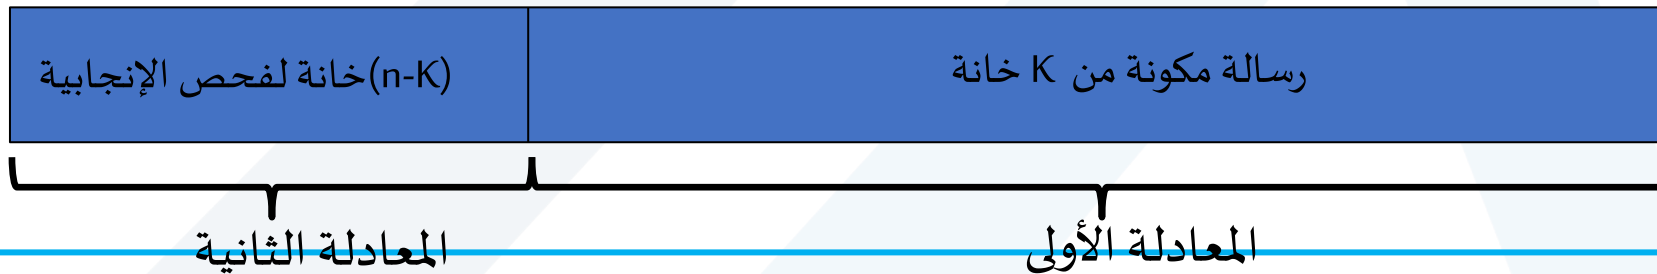 رسالة مكونة من K خانة
(n-K)خانة لفحص الإنجابية
المعادلة الأولى
المعادلة الثانية